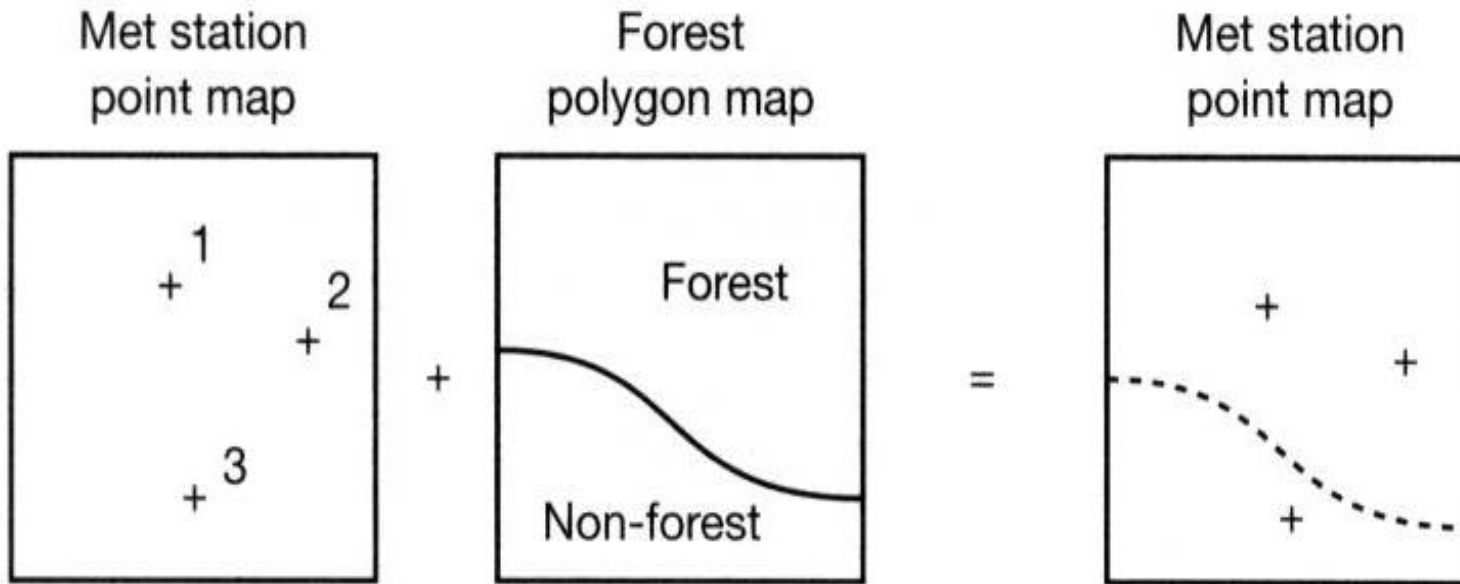 Met station
point map
Forest
polygon map
Met station
point map
1
2
3
+
Forest
Non-forest
=